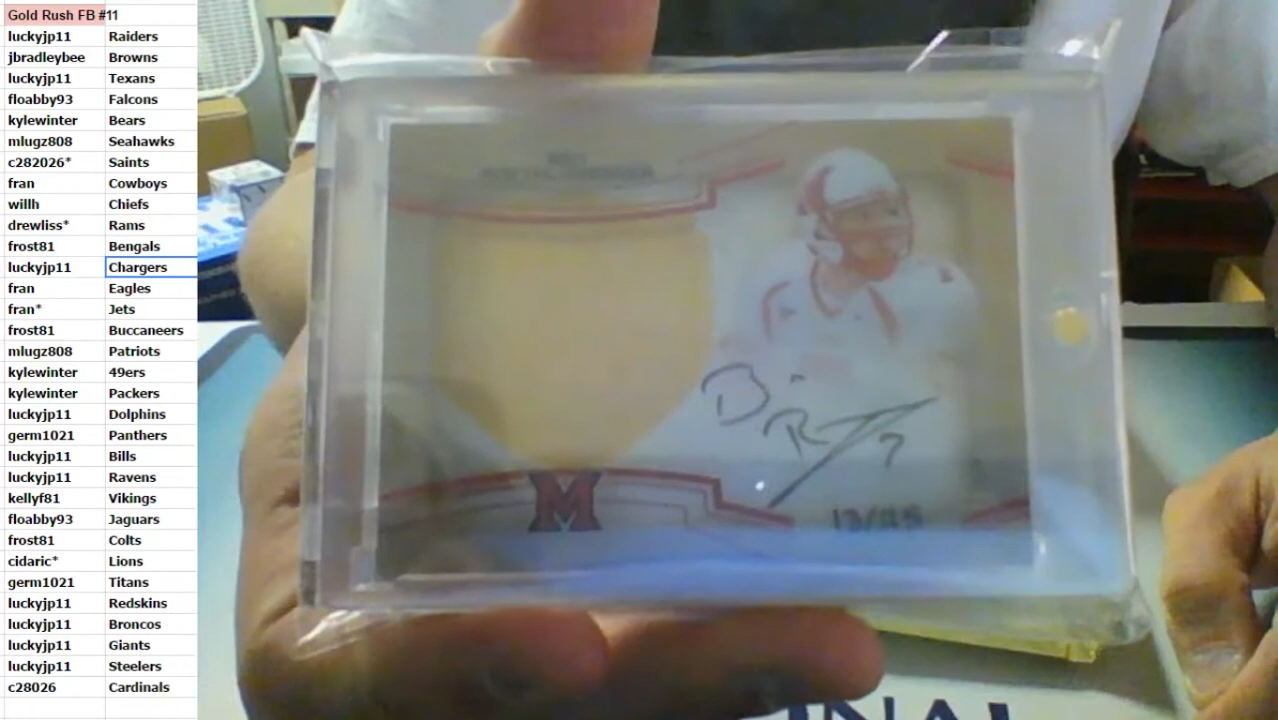 Gold Rush FB #11
luckyjp11 Raiders
jbradleybee Browns
luckyjp11 Texans
floabby93 Falcons
kylewinter Bears
mlugz808 Seahawks
c282026* Saints
fran Cowboys
willh Chiefs
drewliss* Rams
frost81 Bengals
luckyjp11 Chargers
fran Eagles
fran* Jets
frost81 Buccaneers
mlugz808 Patriots
kylewinter 49ers
kylewinter Packers
luckyjp11 Dolphins
germ1021 Panthers
luckyjp11 Bills
luckyjp11 Ravens
kellyf81 Vikings
floabby93 Jaguars
frost81 Colts
cidaric* Lions
germ1021 Titans
luckyjp11 Redskins
luckyjp11 Broncos
luckyjp11 Giants
luckyjp11 Steelers
c28026 Cardinals
M